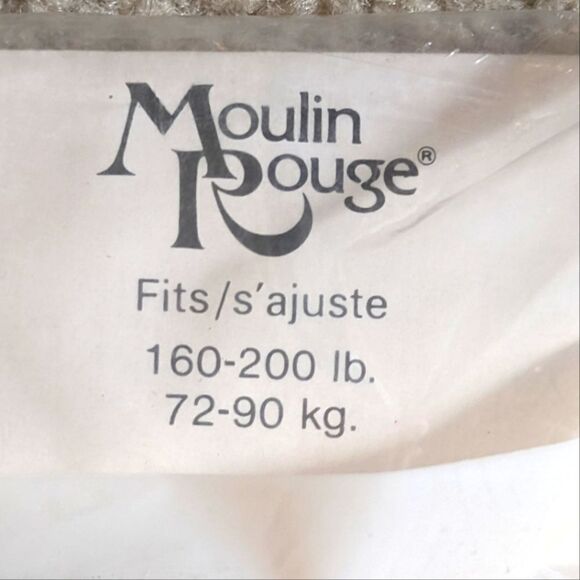 Moulin
Rouge®
Fits/s'ajuste
160-200 lb.
72-90 kg.